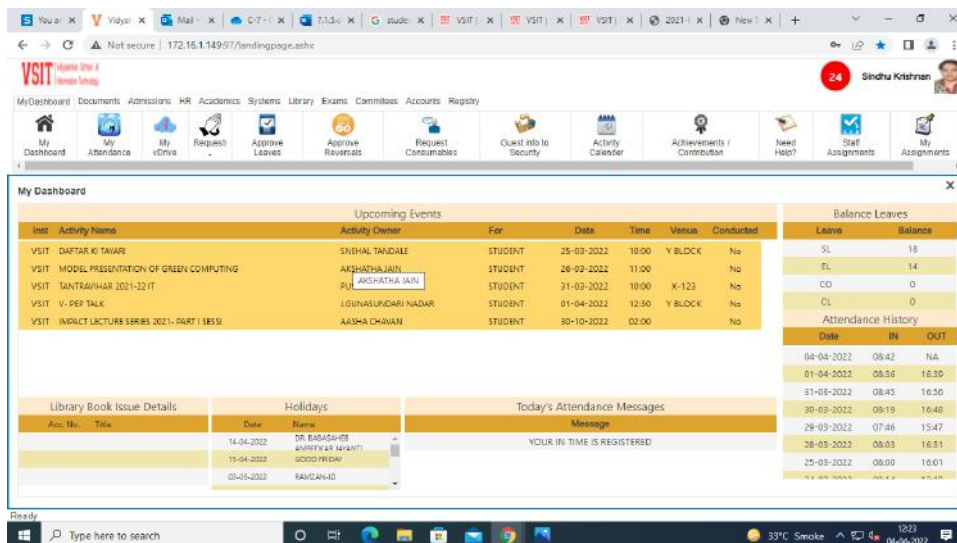 You a
Vidyal
Mail -
C-7 - (
7.1.3.c
stude
VSIT |
VSIT |
VSIT |
2021-
New T
Not secure | 172.16.1.149:97/landingpage.ashx
VSIT
24 Sindhu Krishnan
MyDashboard Documents Admissions HR Academics Systems Library Exams Commitees Accounts Registry
My Dashboard
My Attendance
My vDrive
Request
Approve Leaves
Approve Reversals
Request Consumables
Guest Info to Security
Activity Calender
Achievements / Contribution
Need Help?
Staff Assignments
My Assignments
My Dashboard X
Upcoming Events
Inst Activity Name Activity Owner For Date Time Venue Conducted
VSIT DAFTAR KI TAYARI SNEHAL TANDALE STUDENT 25-03-2022 10:00 Y BLOCK No
VSIT MODEL PRESENTATION OF GREEN COMPUTING AKSHATHA JAIN STUDENT 26-03-2022 11:00 No
AKSHATHA JAIN
VSIT TANTRAVIHAR 2021-22 IT PU STUDENT 31-03-2022 10:00 X-123 No
VSIT V- PEP TALK J.GUNASUNDARI NADAR STUDENT 01-04-2022 12:30 Y BLOCK No
VSIT IMPACT LECTURE SERIES 2021- PART I SESSI AASHA CHAVAN STUDENT 30-10-2022 02:00 No
Balance Leaves
Leave Balance
SL 18
EL 14
CO 0
CL 0
Attendance History
Date IN OUT
04-04-2022 08:42 NA
01-04-2022 08:36 16:39
31-03-2022 08:45 16:56
30-03-2022 08:19 16:48
29-03-2022 07:46 15:47
28-03-2022 08:03 16:51
25-03-2022 08:00 16:01
Library Book Issue Details
Acc. No. Title
Holidays
Date Name
14-04-2022 DR. BABASAHEB AMBEDKAR JAYANTI
15-04-2022 GOOD FRIDAY
03-05-2022 RAMZAN-ID
Today's Attendance Messages
Message
YOUR IN TIME IS REGISTERED
Ready
Type here to search
33°C Smoke
12:23
04-04-2022